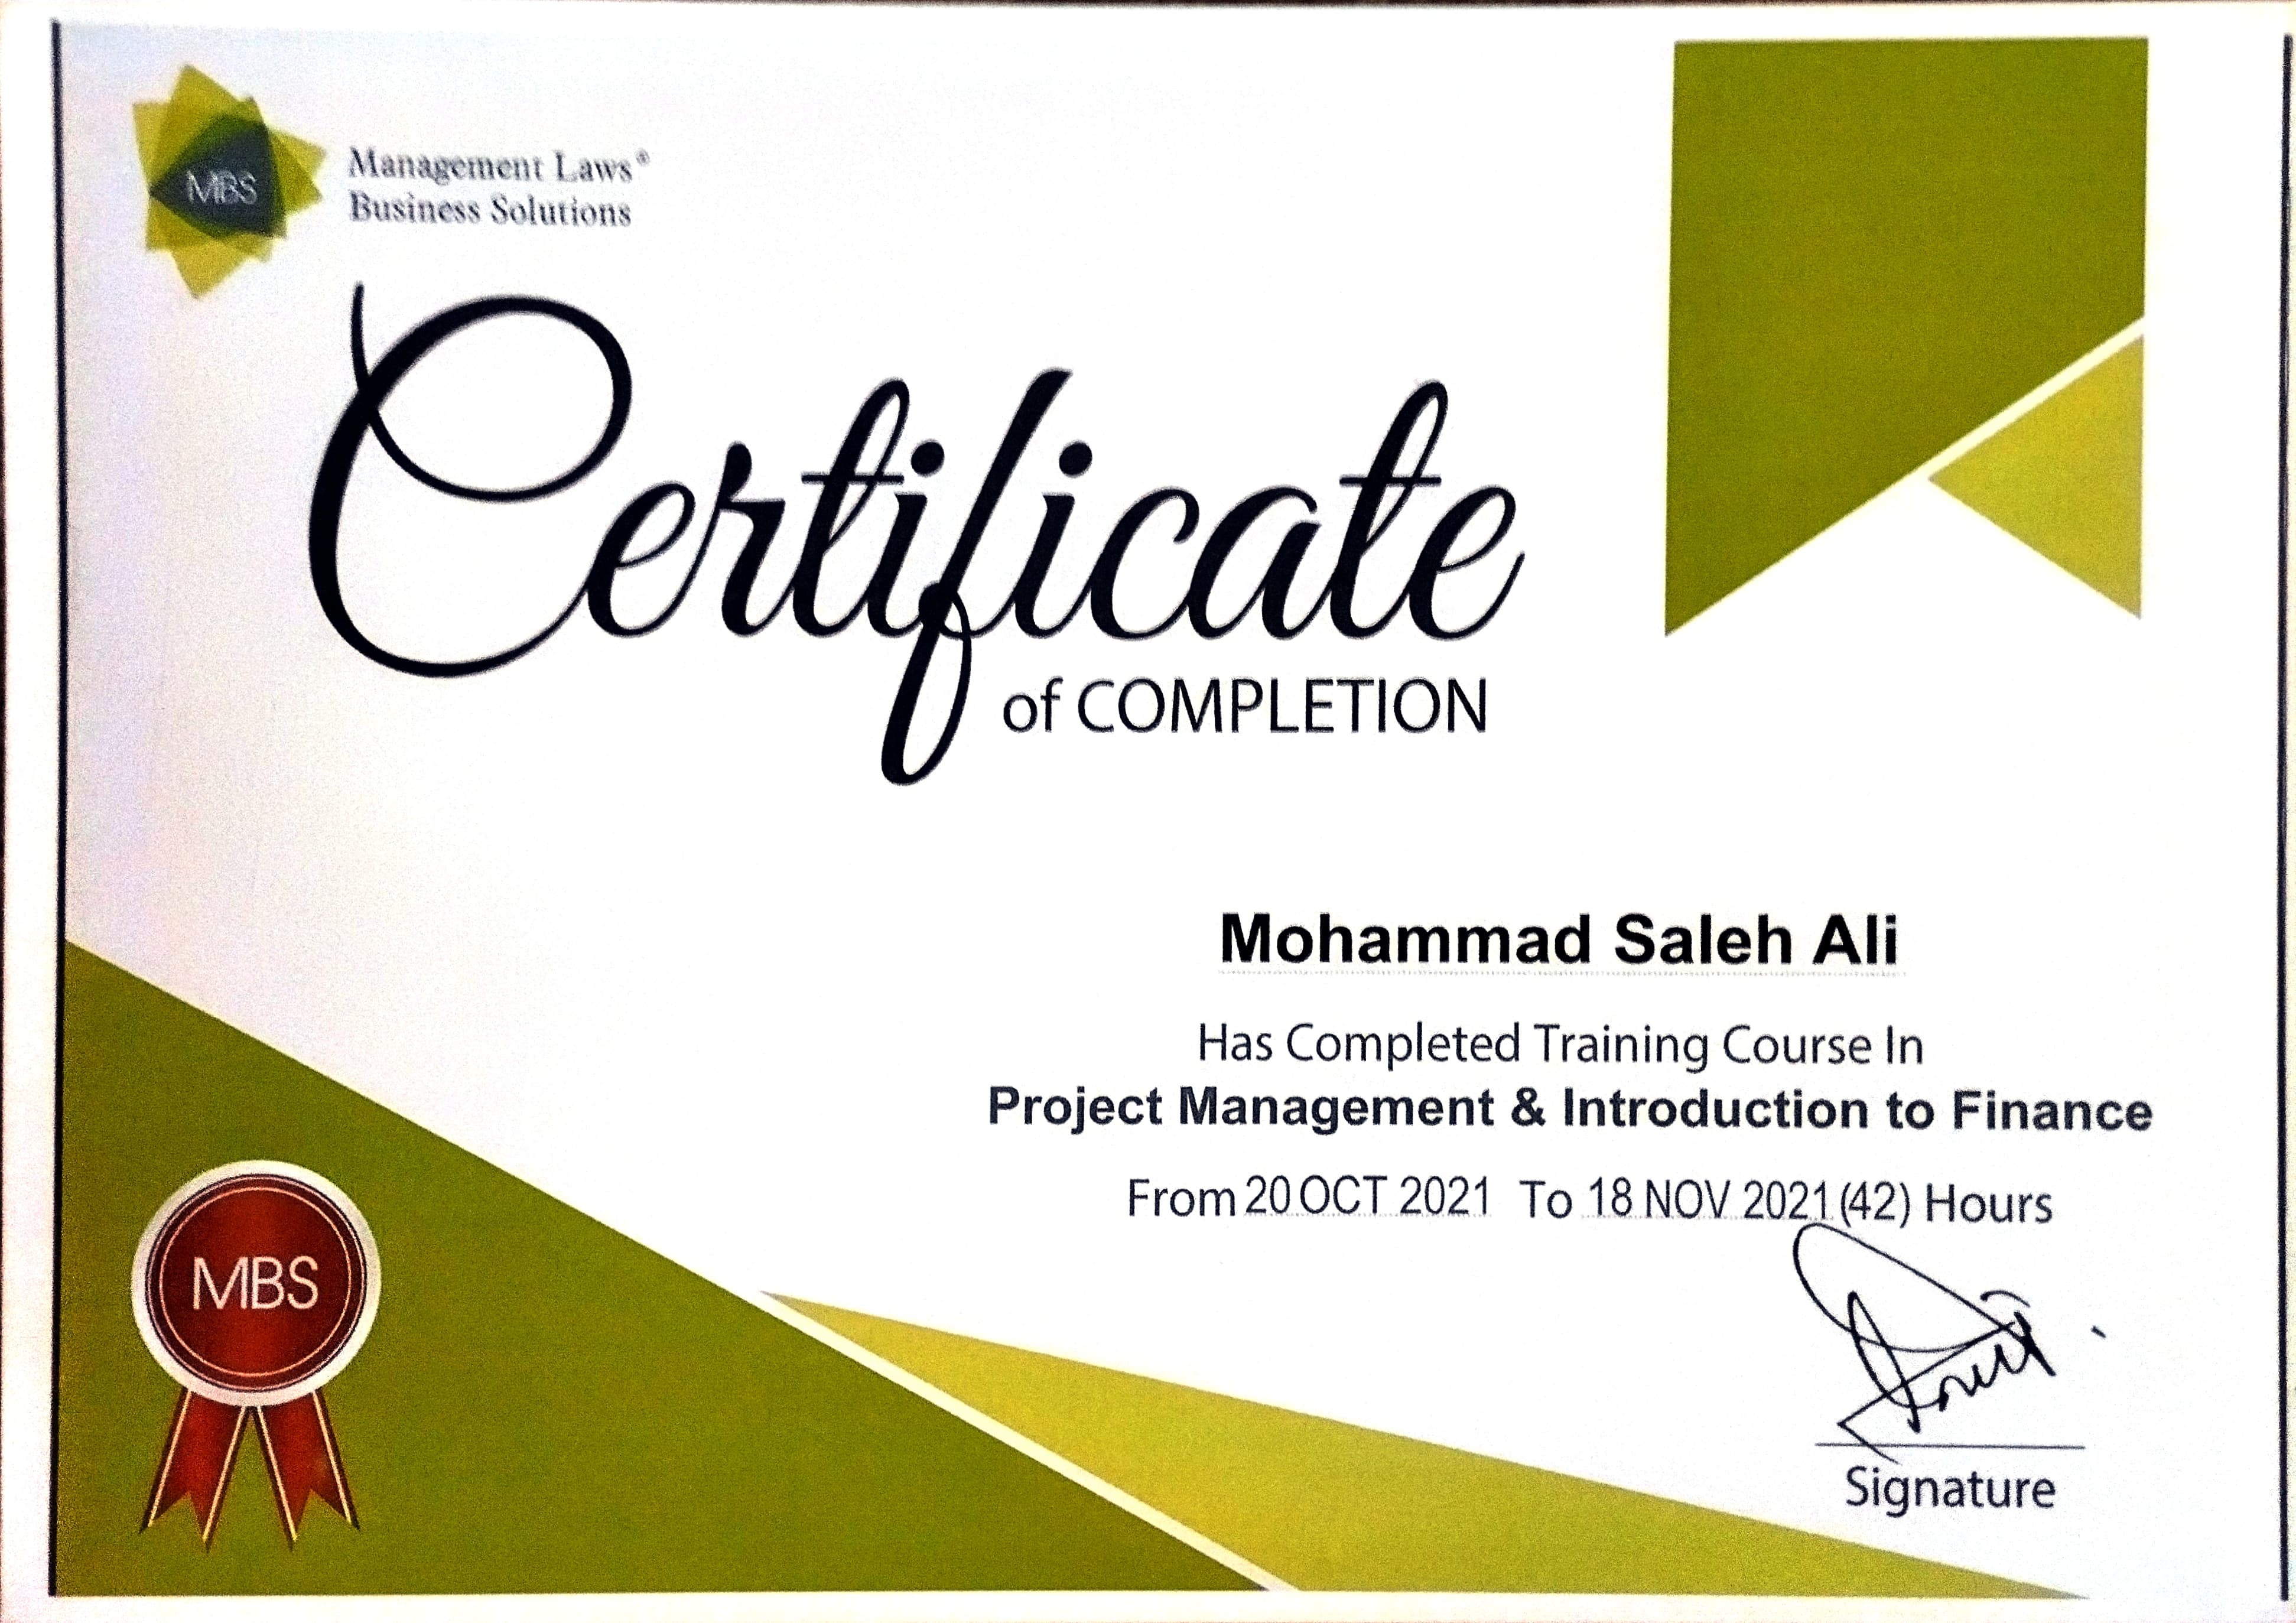 MBS
Management Laws®
Business Solutions
Certificate
of COMPLETION
Mohammad Saleh Ali
Has Completed Training Course In
Project Management & Introduction to Finance
From 20 OCT 2021 To 18 NOV 2021 (42) Hours
MBS
Signature